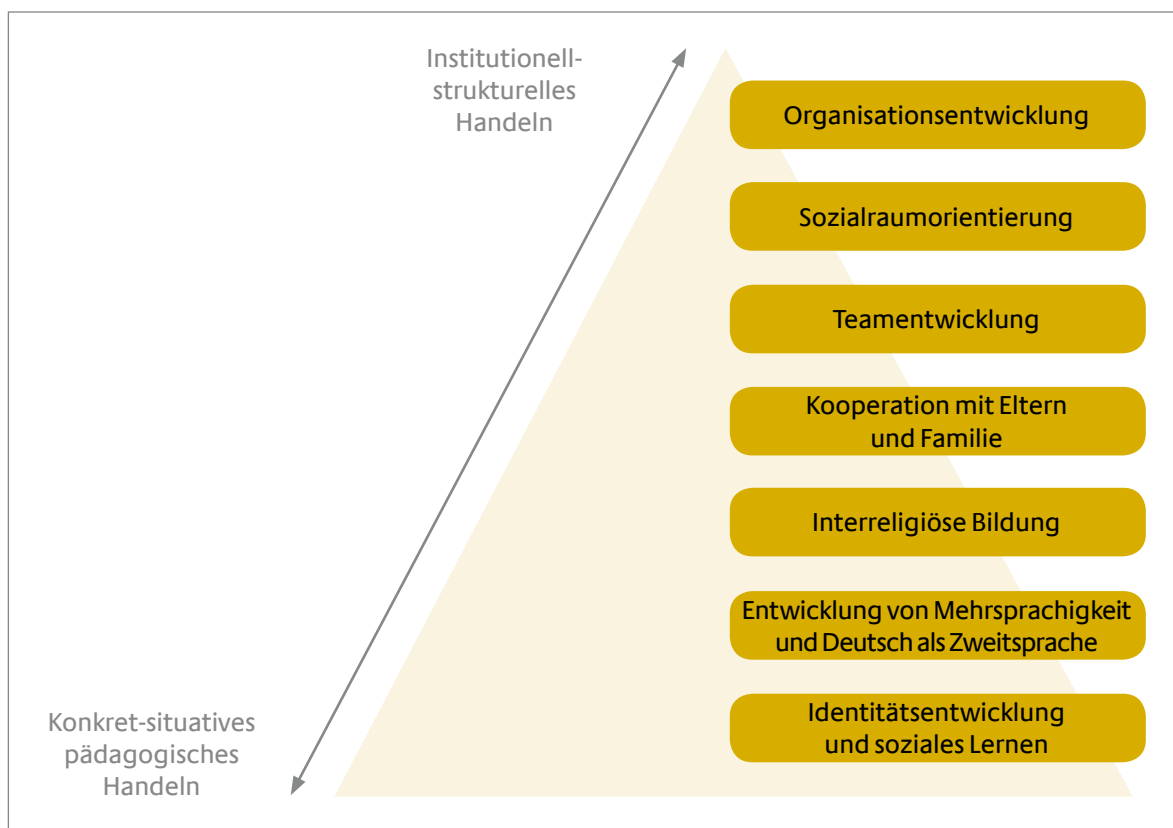 Institutionell-
strukturelles
Handeln
Organisationsentwicklung
Sozialraumorientierung
Teamentwicklung
Kooperation mit Eltern
und Familie
Interreligiöse Bildung
Entwicklung von Mehrsprachigkeit
und Deutsch als Zweitsprache
Identitätsentwicklung
und soziales Lernen
Konkret-situatives
pädagogisches
Handeln